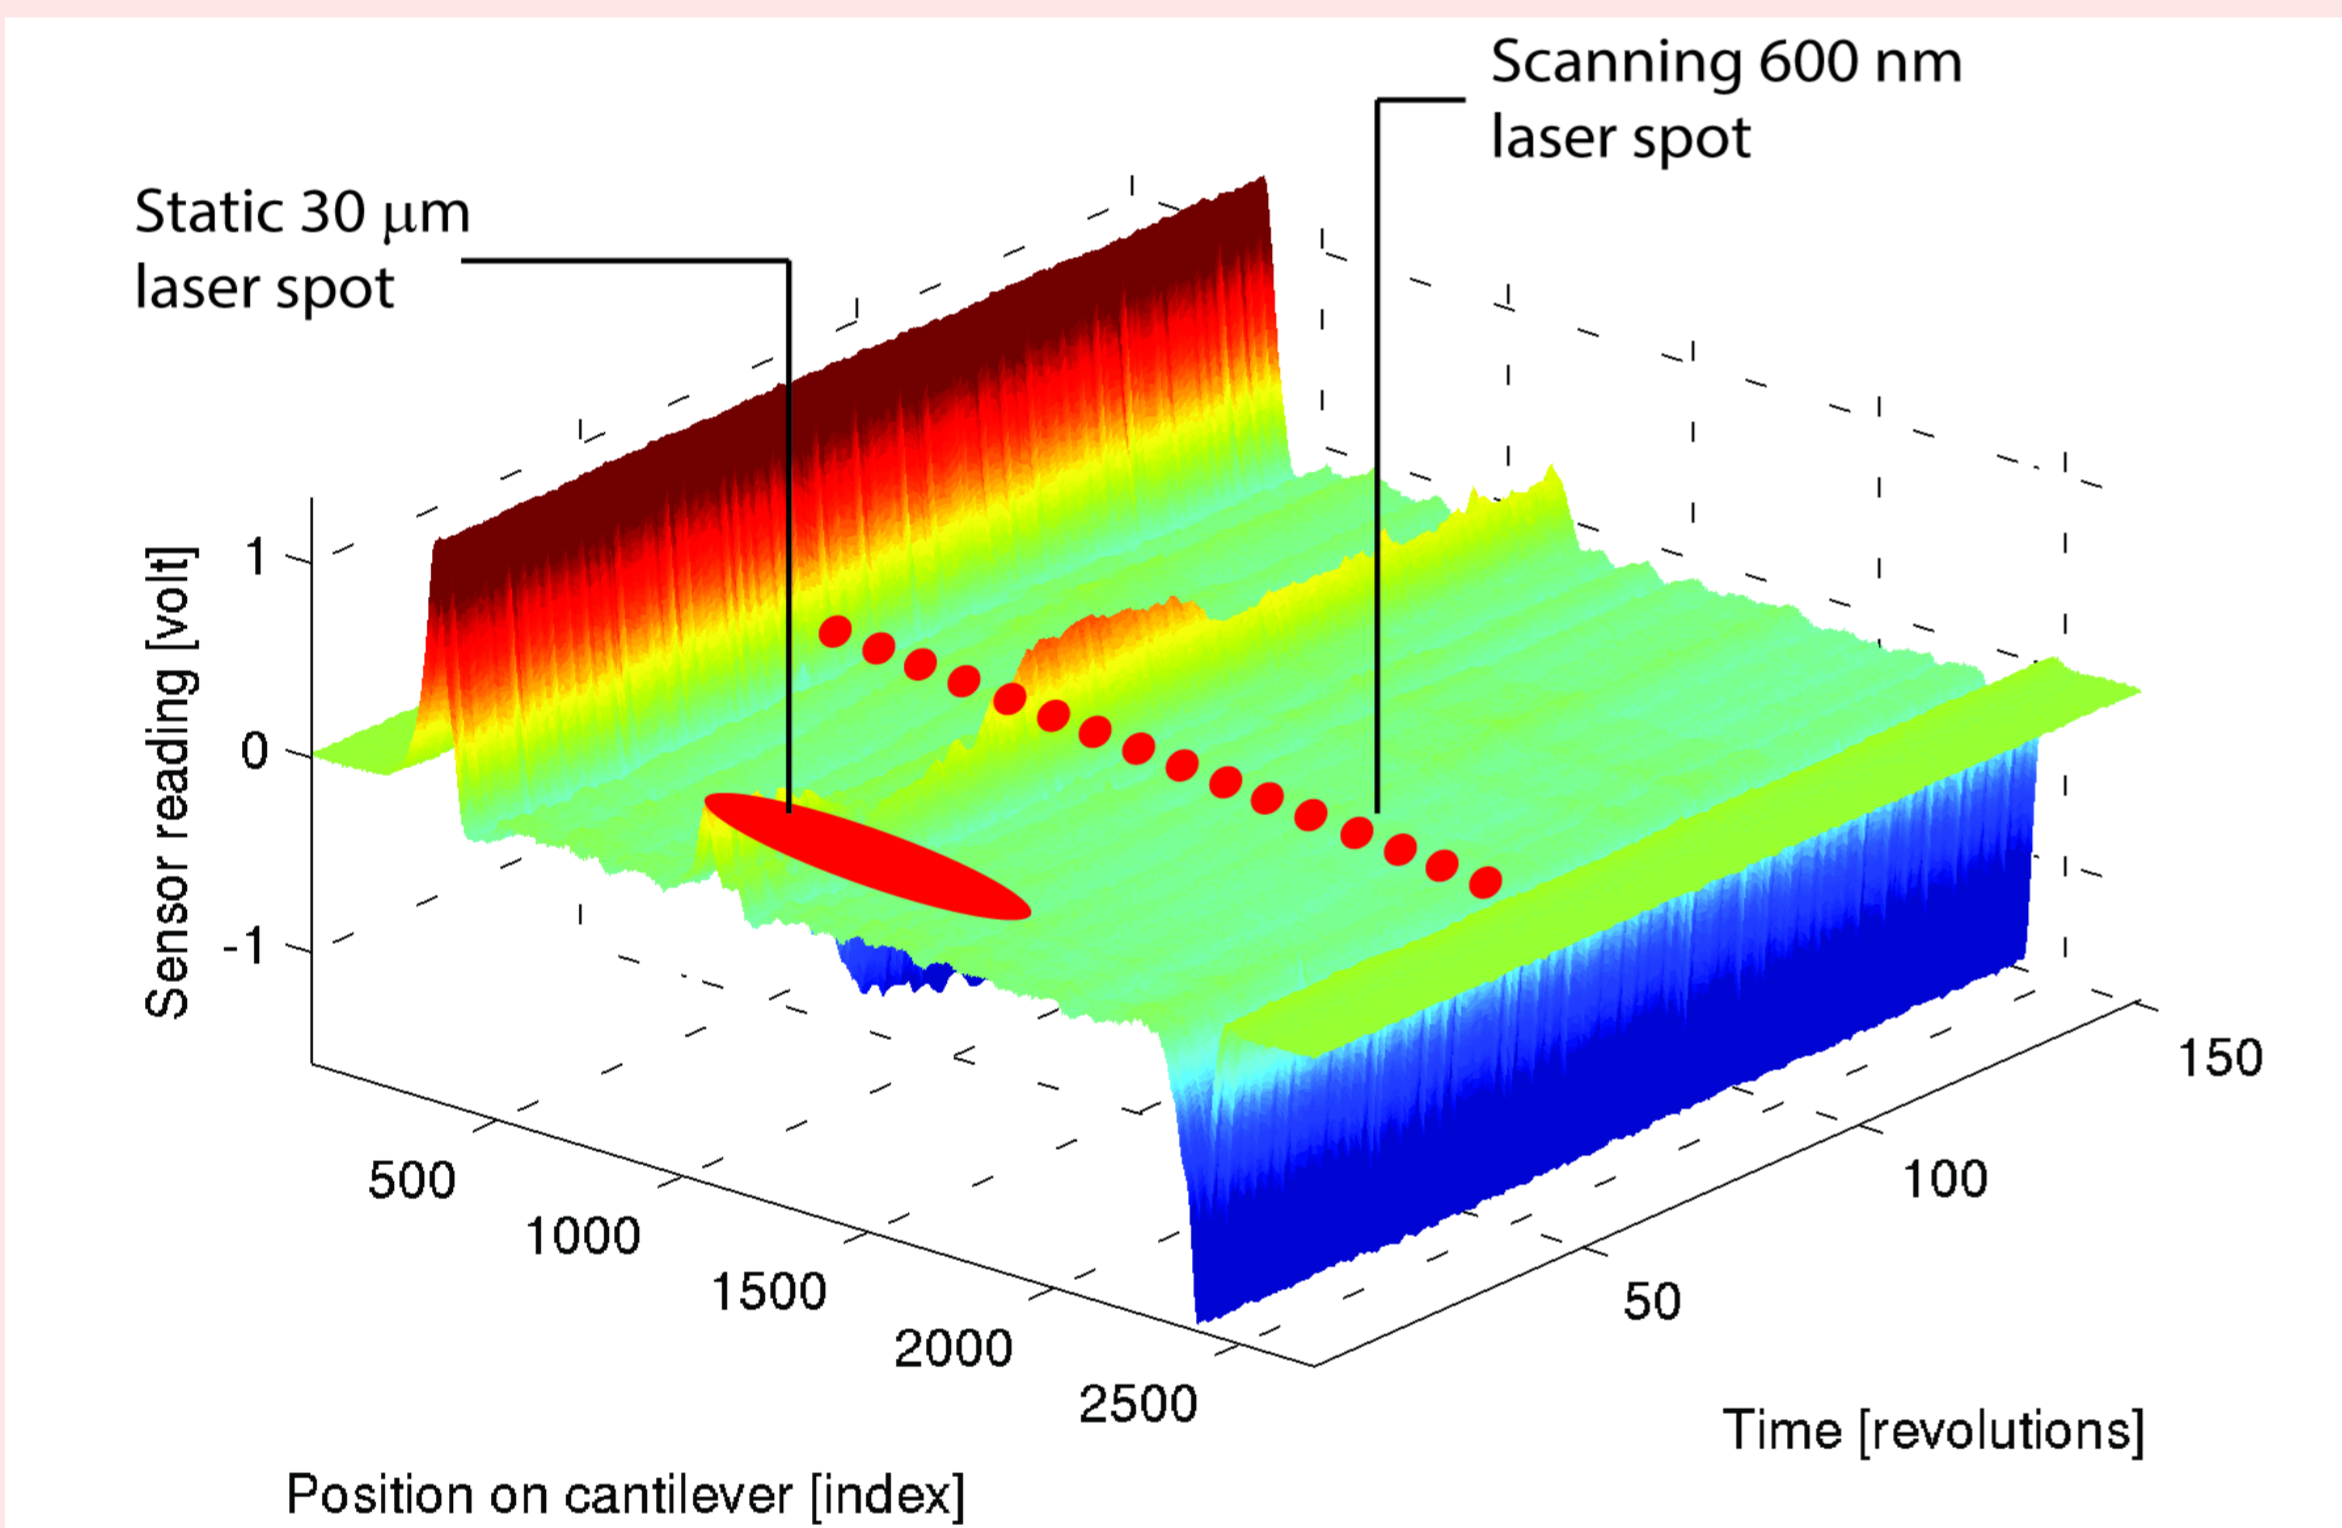 Scanning 600 nm
laser spot
Static 30 μm
laser spot
Sensor reading [volt]
1
0
-1
500
1000
1500
2000
2500
Position on cantilever [index]
50
100
150
Time [revolutions]